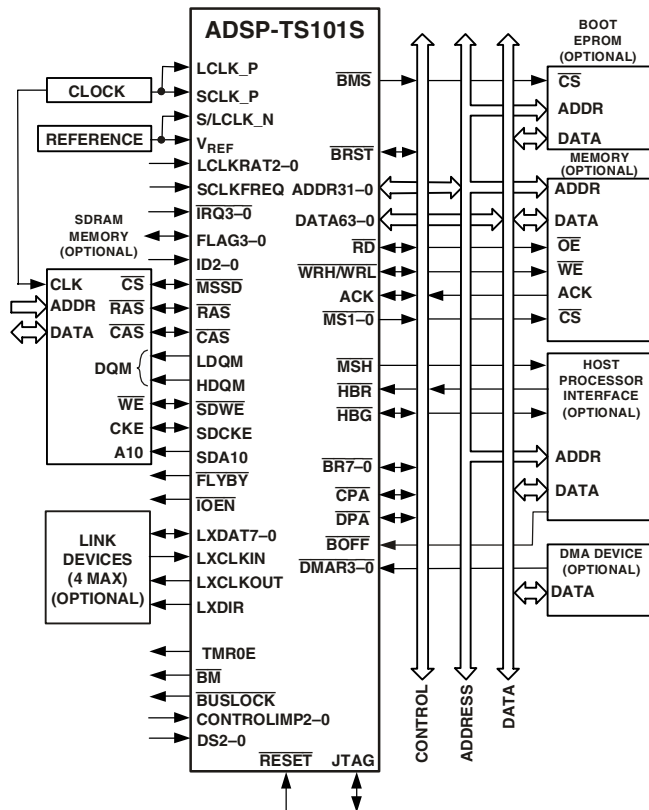 ADSP-TS101S
BOOT
EPROM
(OPTIONAL)
CLOCK
REFERENCE
LCLK_P
SCLK_P
S/LCLK_N
VREF
LCLKRAT2–0
SCLKFREQ
IRQ3–0
FLAG3–0
ID2–0
MSSD
RAS
CAS
LDQM
HDQM
SDWE
SDCKE
SDA10
FLYBY
IOEN
LXDAT7–0
LXCLKIN
LXCLKOUT
LXDIR
TMR0E
BM
BUSLOCK
CONTROLIMP2–0
DS2–0
RESET
JTAG
SDRAM
MEMORY
(OPTIONAL)
CLK
CS
ADDR
RAS
DATA
CAS
DQM
WE
CKE
A10
LINK
DEVICES
(4 MAX)
(OPTIONAL)
BMS
BRST
ADDR31–0
DATA63–0
RD
WRH/WRL
ACK
MS1–0
MSH
HBR
HBG
BR7–0
CPA
DPA
BOFF
DMAR3–0
CONTROL
ADDRESS
DATA
CS
ADDR
DATA
MEMORY
(OPTIONAL)
ADDR
DATA
OE
WE
ACK
CS
HOST
PROCESSOR
INTERFACE
(OPTIONAL)
ADDR
DATA
DMA DEVICE
(OPTIONAL)
DATA